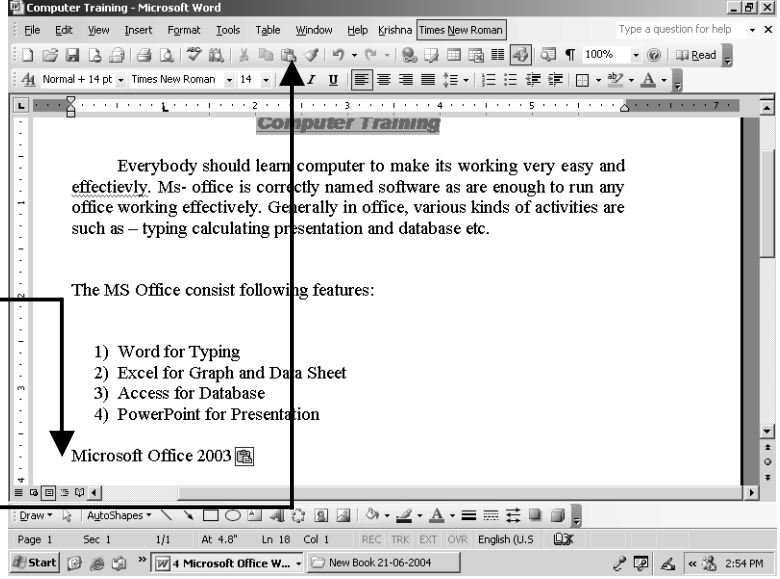 Computer Training - Microsoft Word
File Edit View Insert Format Tools Table Window Help Krishna Times New Roman Type a question for help
100% Read
Normal + 14 pt Times New Roman 14 I U
1 2 3 4 5 7
Computer Training
Everybody should learn computer to make its working very easy and
effectievly. Ms- office is correctly named software as are enough to run any
office working effectively. Generally in office, various kinds of activities are
such as – typing calculating presentation and database etc.
The MS Office consist following features:
1) Word for Typing
2) Excel for Graph and Data Sheet
3) Access for Database
4) PowerPoint for Presentation
Microsoft Office 2003
Draw AutoShapes
Page 1 Sec 1 1/1 At 4.8" Ln 18 Col 1 REC TRK EXT OVR English (U.S
Start 4 Microsoft Office W... New Book 21-06-2004 2:54 PM